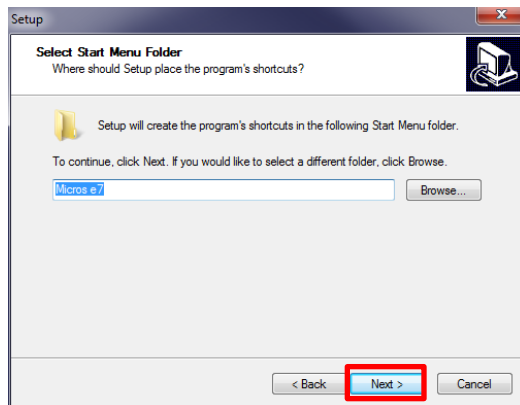 Setup
Select Start Menu Folder
Where should Setup place the program's shortcuts?
Setup will create the program's shortcuts in the following Start Menu folder.
To continue, click Next. If you would like to select a different folder, click Browse.
Micros e7
Browse...
< Back
Next >
Cancel